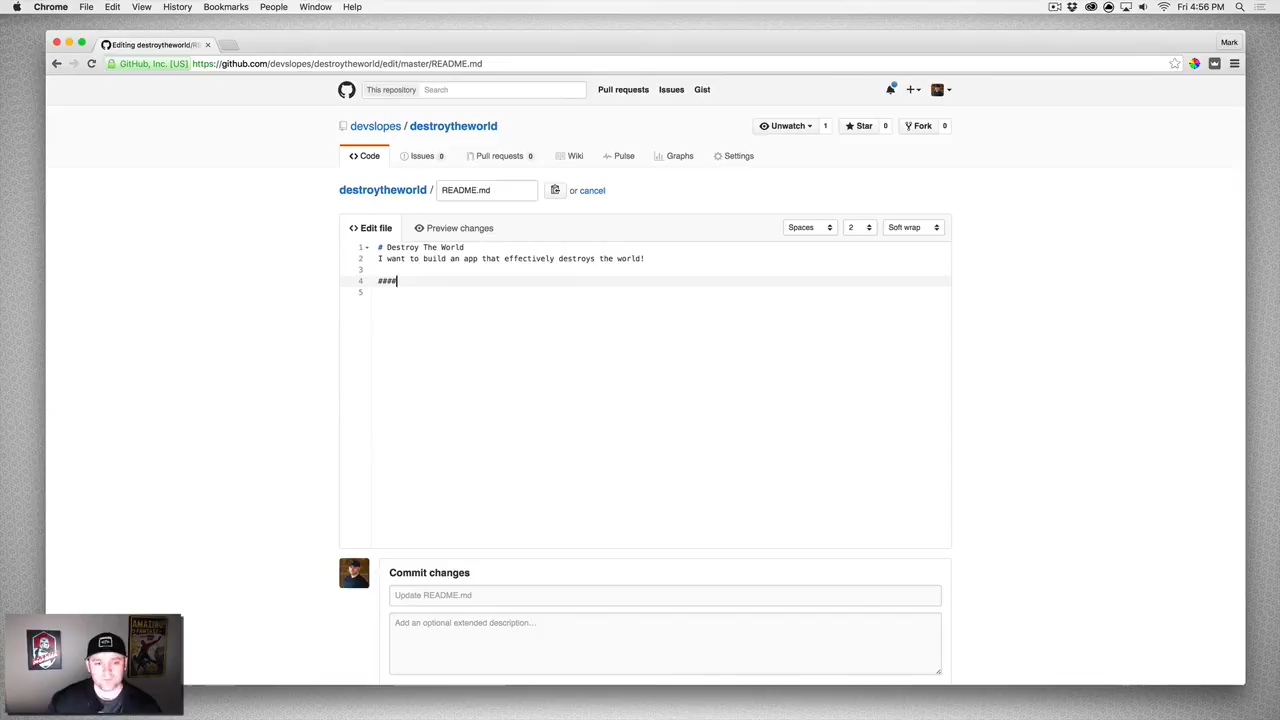 Chrome File Edit View History Bookmarks People Window Help Fri 4:56 PM
Editing destroytheworld/RE Mark
GitHub, Inc. [US] https://github.com/devslopes/destroytheworld/edit/master/README.md
This repository Search Pull requests Issues Gist
devslopes / destroytheworld Unwatch 1 Star 0 Fork 0
Code Issues 0 Pull requests 0 Wiki Pulse Graphs Settings
destroytheworld / README.md or cancel
Edit file Preview changes Spaces 2 Soft wrap
1 # Destroy The World
2 I want to build an app that effectively destroys the world!
3
4 ####
5
Commit changes
Update README.md
Add an optional extended description…
AMAZING
FANTASY